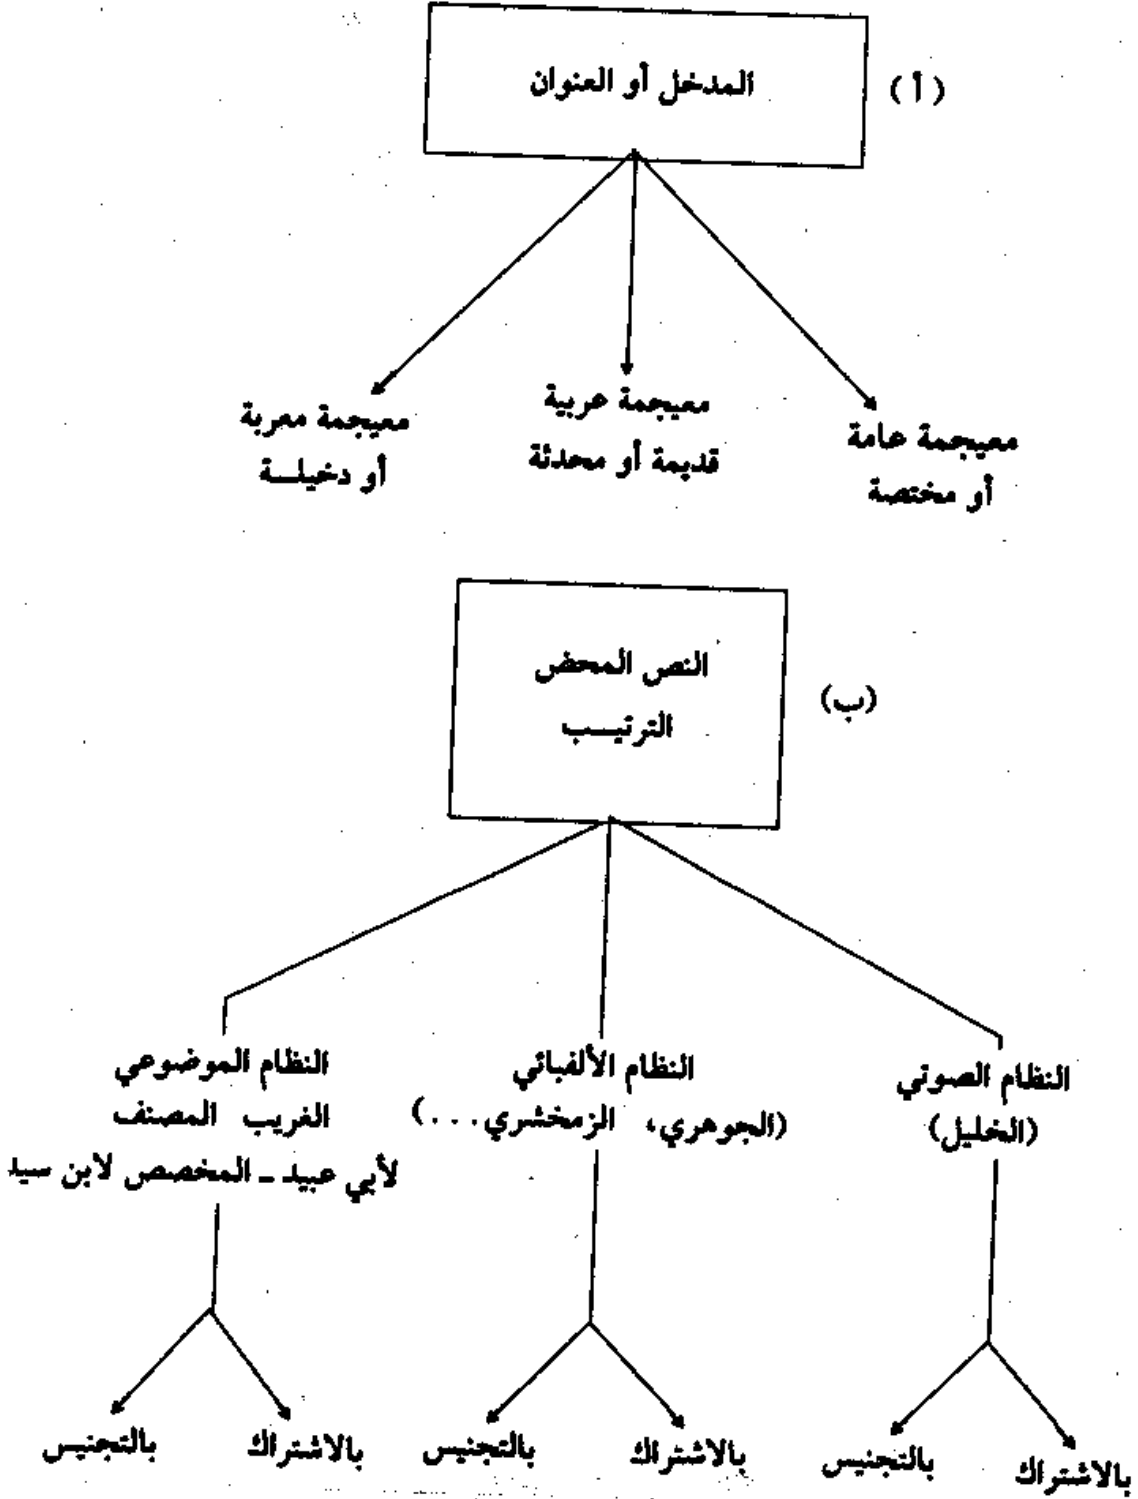 (أ)
المدخل أو العنوان
معيجمة عامة
أو مختصة
معيجمة عربية
قديمة أو محدثة
معيجمة معربة
أو دخيلـــة
(ب)
النص المحض
الترتيـــب
النظام الصوتي
(الخليل)
النظام الألفبائي
(الجوهري، الزمخشري...)
النظام الموضوعي
الغريب المصنف
لأبي عبيد ـ المخصص لابن سيد
بالاشتراك
بالتجنيس
بالاشتراك
بالتجنيس
بالاشتراك
بالتجنيس